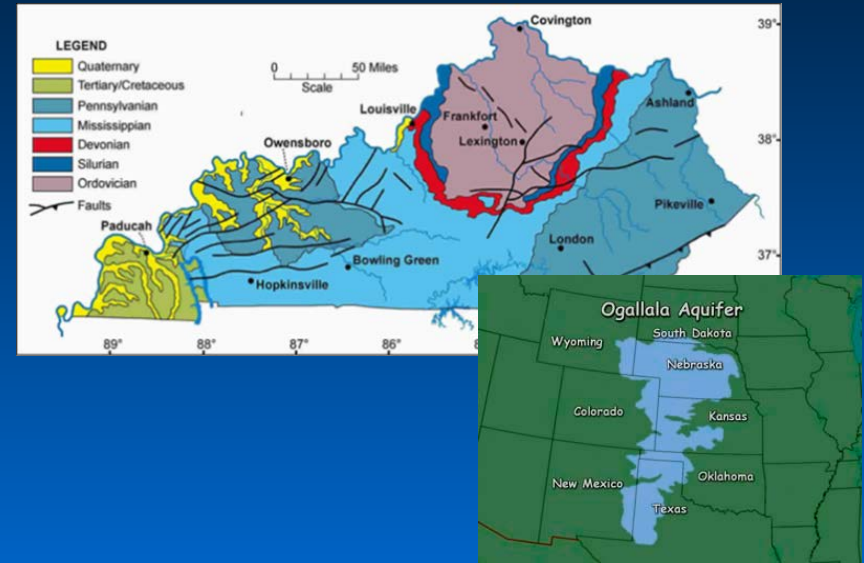 Covington
39°
LEGEND
Quaternary
Tertiary/Cretaceous
Pennsylvanian
Mississippian
Devonian
Silurian
Ordovician
Faults
0 50 Miles
Scale
Louisville
Frankfort
Lexington
Ashland
38°
Owensboro
Pikeville
Paducah
London
Bowling Green
37°
Hopkinsville
89° 88° 87° 86°
Ogallala Aquifer
South Dakota
Wyoming
Nebraska
Colorado
Kansas
New Mexico
Oklahoma
Texas